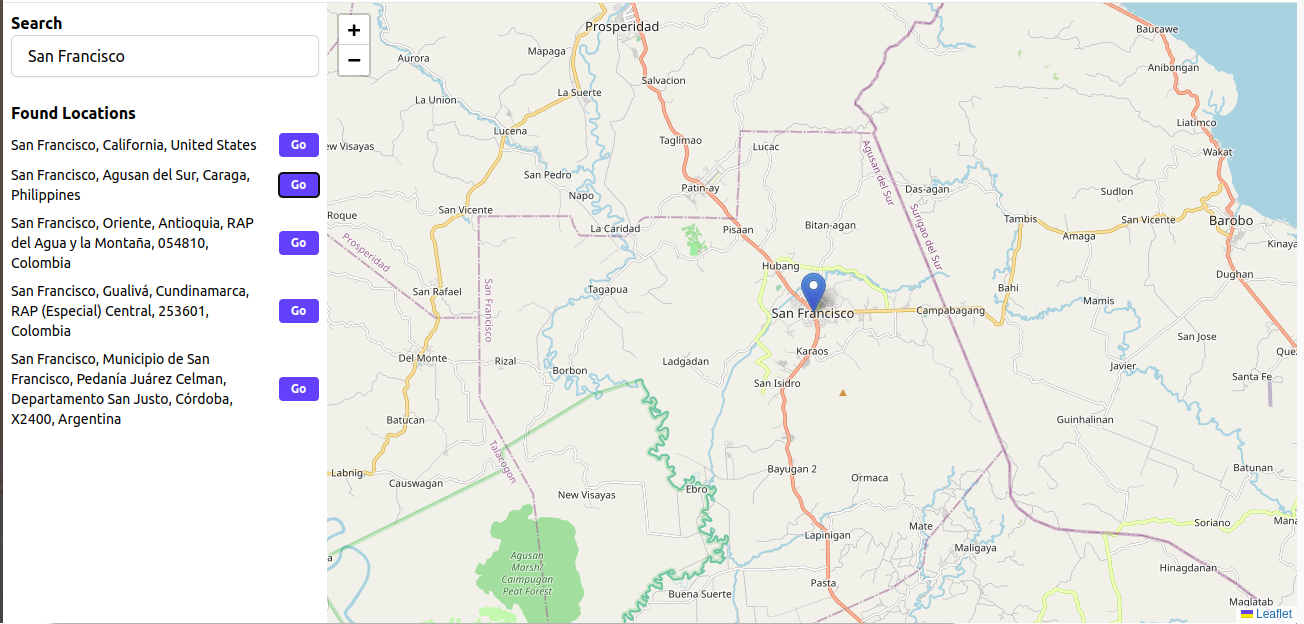 Search
San Francisco
Found Locations
San Francisco, California, United States
Go
San Francisco, Agusan del Sur, Caraga,
Philippines
Go
San Francisco, Oriente, Antioquia, RAP
del Agua y la Montaña, 054810,
Colombia
Go
San Francisco, Gualivá, Cundinamarca,
RAP (Especial) Central, 253601,
Colombia
Go
San Francisco, Municipio de San
Francisco, Pedanía Juárez Celman,
Departamento San Justo, Córdoba,
X2400, Argentina
Go
+
−
Prosperidad
Baucawe
Mapaga
Aurora
Anibongan
Salvacion
La Suerte
La Union
Liatimco
Lucena
Taglimao
Lucac
ew Visayas
Wakat
Agusan del Sur
San Pedro
Patin-ay
Das-agan
Sudlon
Napo
San Vicente
Roque
Tambis
San Vicente
Barobo
La Caridad
Pisaan
Bitan-agan
Surigao del Sur
Amaga
Kinaya
Prosperidad
Hubang
Dughan
San Rafael
Tagapua
San Francisco
Bahi
Mamis
San Francisco
Campabagang
San Jose
Del Monte
Rizal
Borbon
Ladgadan
Karaos
Javier
Que
San Isidro
Santa Fe
Batucan
Guinhalinan
Talacogon
Labnig
Causwagan
Bayugan 2
Ormaca
Batunan
New Visayas
Ebro
Mate
Soriano
Mana
Lapinigan
Maligaya
a
Agusan
Marsh/
Caimpugan
Peat Forest
Hinagdanan
Pasta
Buena Suerte
Maglatab
Leaflet